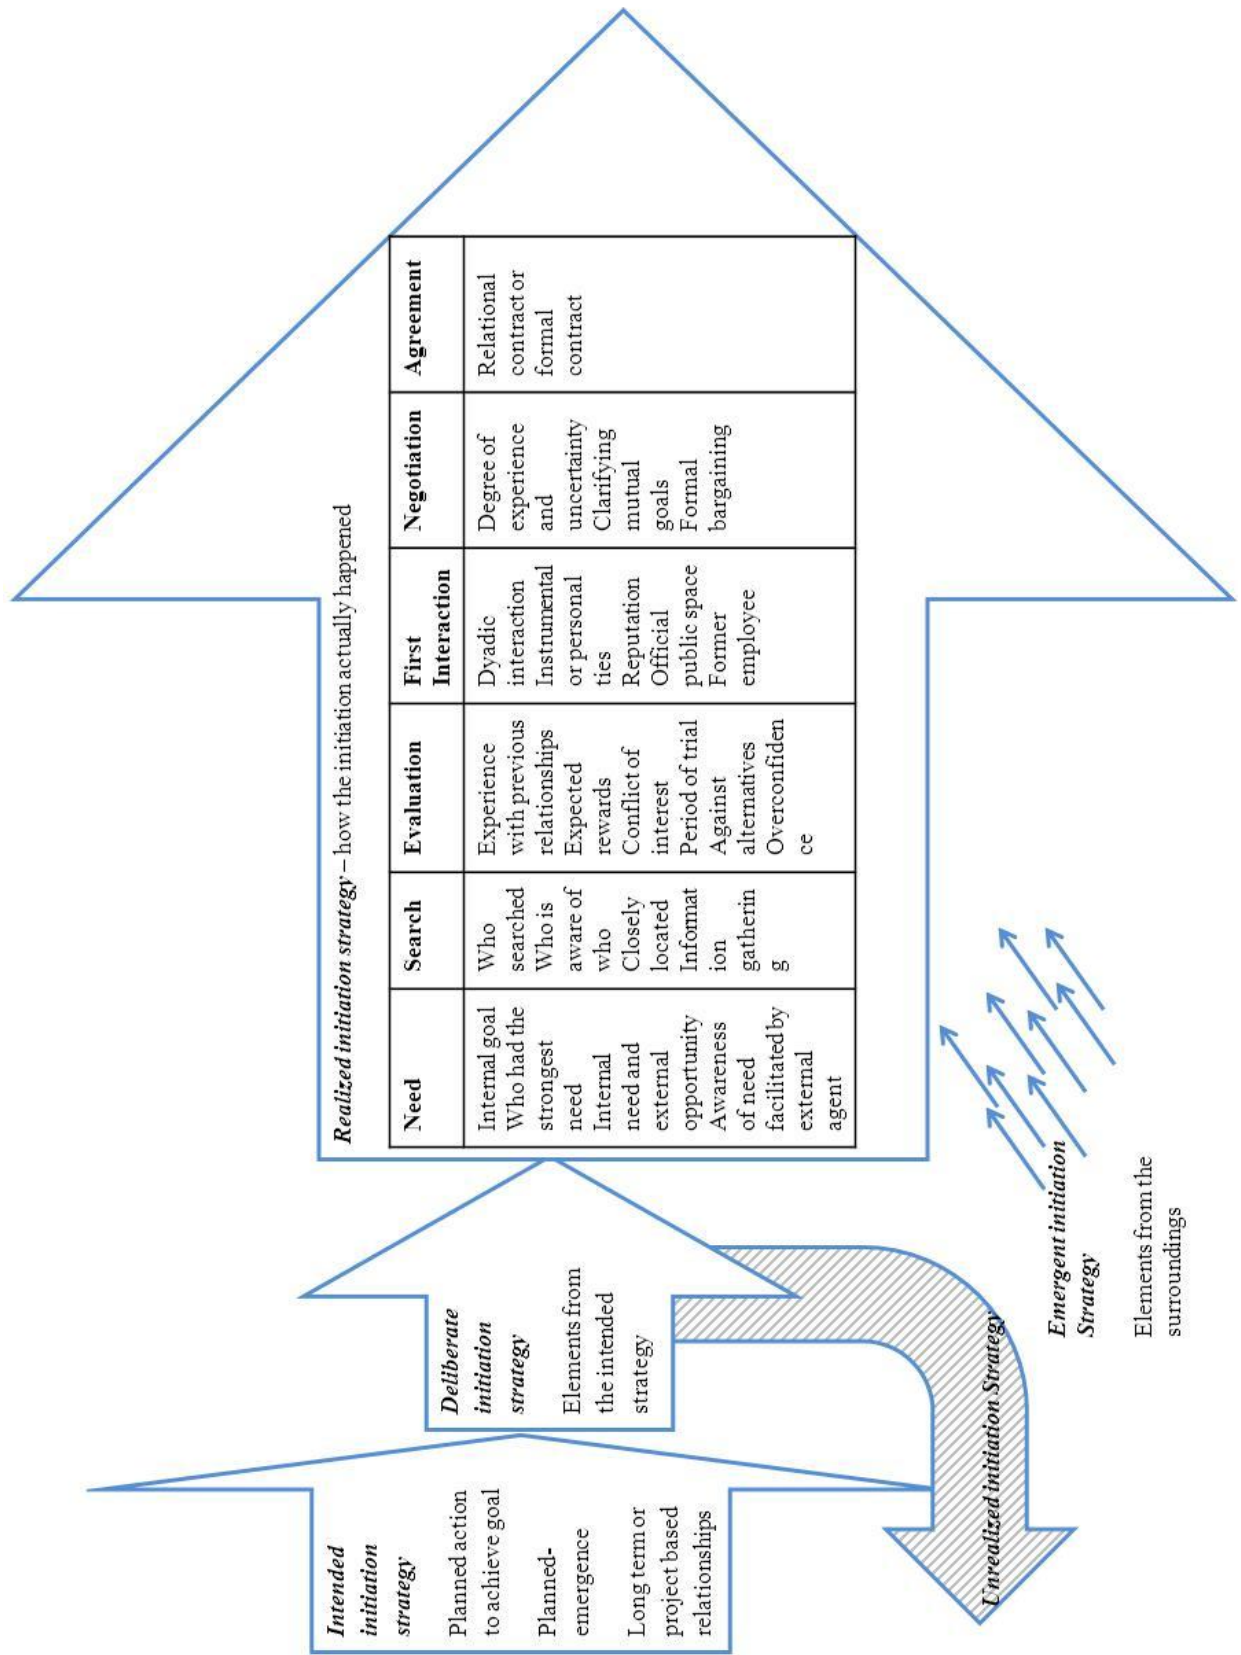 Intended
initiation
strategy
Planned action
to achieve goal
Planned-
emergence
Long term or
project based
relationships
Deliberate
initiation
strategy
Elements from
the intended
strategy
Unrealized initiation Strategy
Emergent initiation
Strategy
Elements from the
surroundings
Realized initiation strategy – how the initiation actually happened
Need
Internal goal
Who had the
strongest
need
Internal
need and
external
opportunity
Awareness
of need
facilitated by
external
agent
Search
Who
searched
Who is
aware of
who
Closely
located
Informat
ion
gatherin
g
Evaluation
Experience
with previous
relationships
Expected
rewards
Conflict of
interest
Period of trial
Against
alternatives
Overconfiden
ce
First
Interaction
Dyadic
interaction
Instrumental
or personal
ties
Reputation
Official
public space
Former
employee
Negotiation
Degree of
experience
and
uncertainty
Clarifying
mutual
goals
Formal
bargaining
Agreement
Relational
contract or
formal
contract